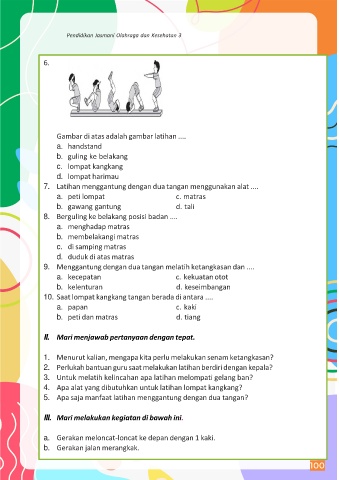 Pendidikan Jasmani Olahraga dan Kesehatan 3
6.
Gambar di atas adalah gambar latihan ....
a. handstand
b. guling ke belakang
c. lompat kangkang
d. lompat harimau
7. Latihan menggantung dengan dua tangan menggunakan alat ....
a. peti lompat c. matras
b. gawang gantung d. tali
8. Berguling ke belakang posisi badan ....
a. menghadap matras
b. membelakangi matras
c. di samping matras
d. duduk di atas matras
9. Menggantung dengan dua tangan melatih ketangkasan dan ....
a. kecepatan c. kekuatan otot
b. kelenturan d. keseimbangan
10. Saat lompat kangkang tangan berada di antara ....
a. papan c. kaki
b. peti dan matras d. tiang
II. Mari menjawab pertanyaan dengan tepat.
1. Menurut kalian, mengapa kita perlu melakukan senam ketangkasan?
2. Perlukah bantuan guru saat melakukan latihan berdiri dengan kepala?
3. Untuk melatih kelincahan apa latihan melompati gelang ban?
4. Apa alat yang dibutuhkan untuk latihan lompat kangkang?
5. Apa saja manfaat latihan menggantung dengan dua tangan?
III. Mari melakukan kegiatan di bawah ini.
a. Gerakan meloncat-loncat ke depan dengan 1 kaki.
b. Gerakan jalan merangkak.
100